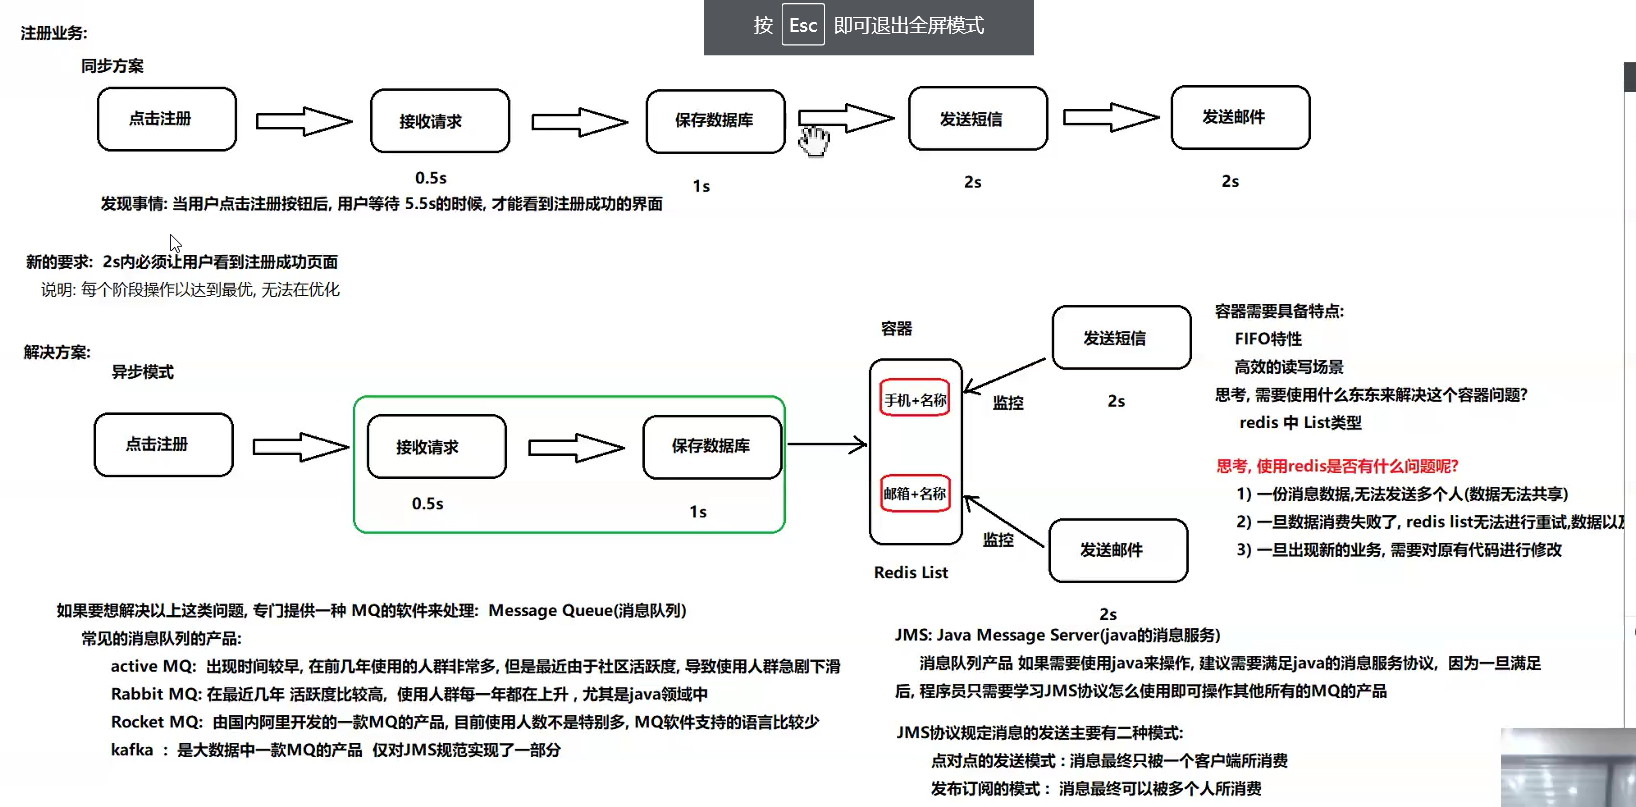 按 Esc 即可退出全屏模式
注册业务:
同步方案
点击注册
接收请求
保存数据库
发送短信
发送邮件
0.5s
1s
2s
2s
发现事情: 当用户点击注册按钮后, 用户等待 5.5s的时候, 才能看到注册成功的界面
新的要求: 2s内必须让用户看到注册成功页面
说明: 每个阶段操作以达到最优, 无法在优化
解决方案:
异步模式
点击注册
接收请求
保存数据库
0.5s
1s
容器
手机+名称
邮箱+名称
Redis List
监控
监控
发送短信
2s
发送邮件
2s
容器需要具备特点:
FIFO特性
高效的读写场景
思考, 需要使用什么东东来解决这个容器问题?
redis 中 List类型
思考, 使用redis是否有什么问题呢?
1) 一份消息数据,无法发送多个人(数据无法共享)
2) 一旦数据消费失败了, redis list无法进行重试,数据以及
3) 一旦出现新的业务, 需要对原有代码进行修改
如果要想解决以上这类问题, 专门提供一种 MQ的软件来处理: Message Queue(消息队列)
常见的消息队列的产品:
active MQ: 出现时间较早, 在前几年使用的人群非常多, 但是最近由于社区活跃度, 导致使用人群急剧下滑
Rabbit MQ: 在最近几年 活跃度比较高, 使用人群每一年都在上升 , 尤其是java领域中
Rocket MQ: 由国内阿里开发的一款MQ的产品, 目前使用人数不是特别多, MQ软件支持的语言比较少
kafka : 是大数据中一款MQ的产品 仅对JMS规范实现了一部分
JMS: Java Message Server(java的消息服务)
消息队列产品 如果需要使用java来操作, 建议需要满足java的消息服务协议, 因为一旦满足
后, 程序员只需要学习JMS协议怎么使用即可操作其他所有的MQ的产品
JMS协议规定消息的发送主要有二种模式:
点对点的发送模式 : 消息最终只被一个客户端所消费
发布订阅的模式 : 消息最终可以被多个人所消费